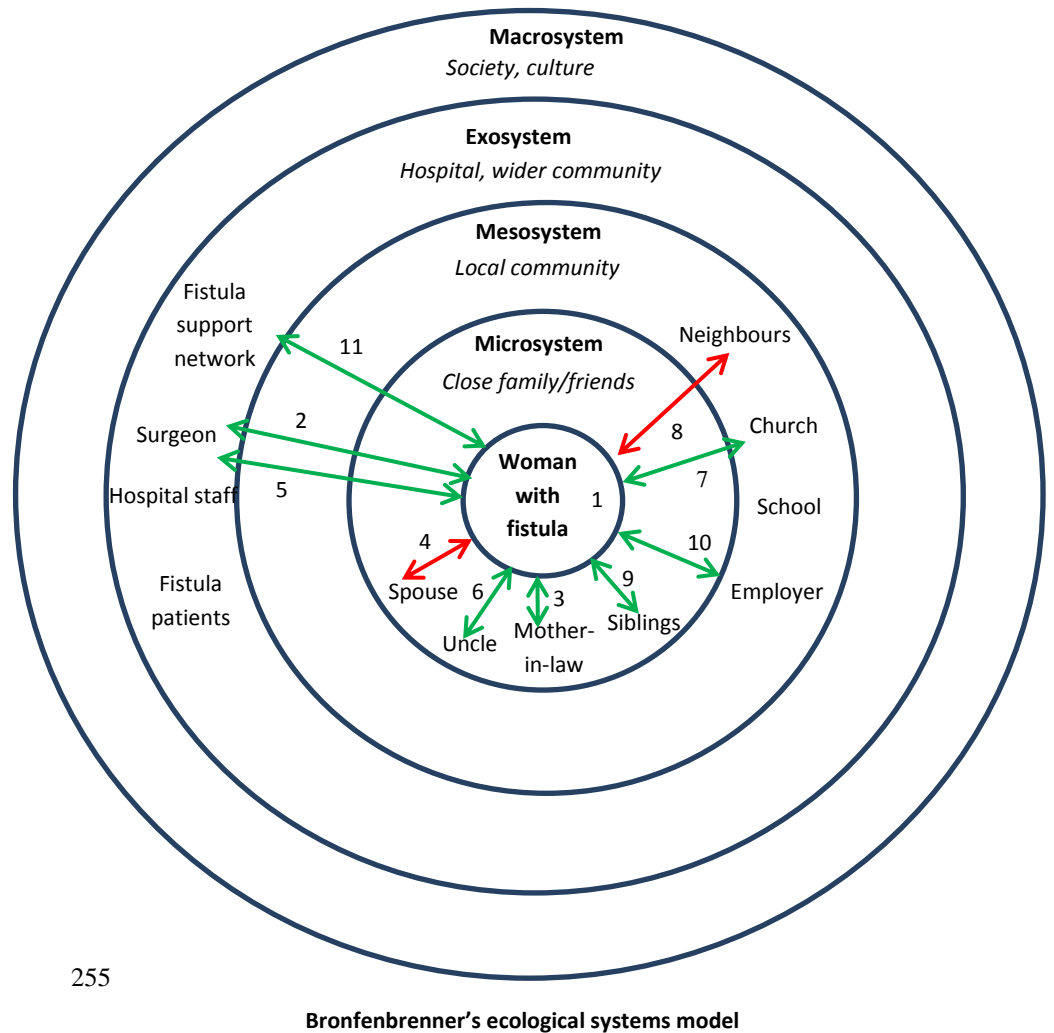 Macrosystem
Society, culture
Exosystem
Hospital, wider community
Mesosystem
Local community
Fistula
support
network
11
Microsystem
Close family/friends
Neighbours
8
Surgeon
2
Church
7
Hospital staff
5
Woman
with
fistula
1
School
10
Employer
4
Spouse
6
Uncle
3
Mother-
in-law
9
Siblings
Fistula
patients
255
Bronfenbrenner's ecological systems model